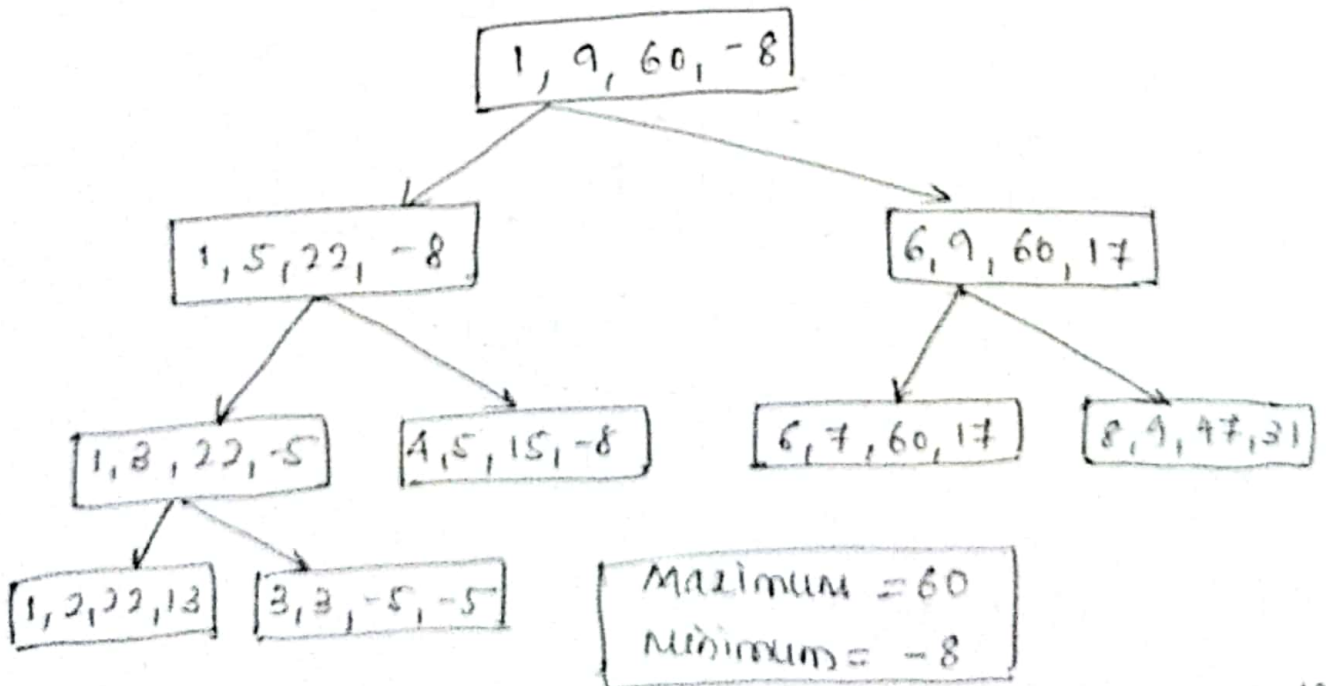 1, 9, 60, -8
1, 5, 22, -8
6, 9, 60, 17
1, 3, 22, -5
4, 5, 15, -8
6, 7, 60, 17
8, 9, 47, 31
1, 2, 22, 13
3, 3, -5, -5
Maximum = 60
Minimum = -8